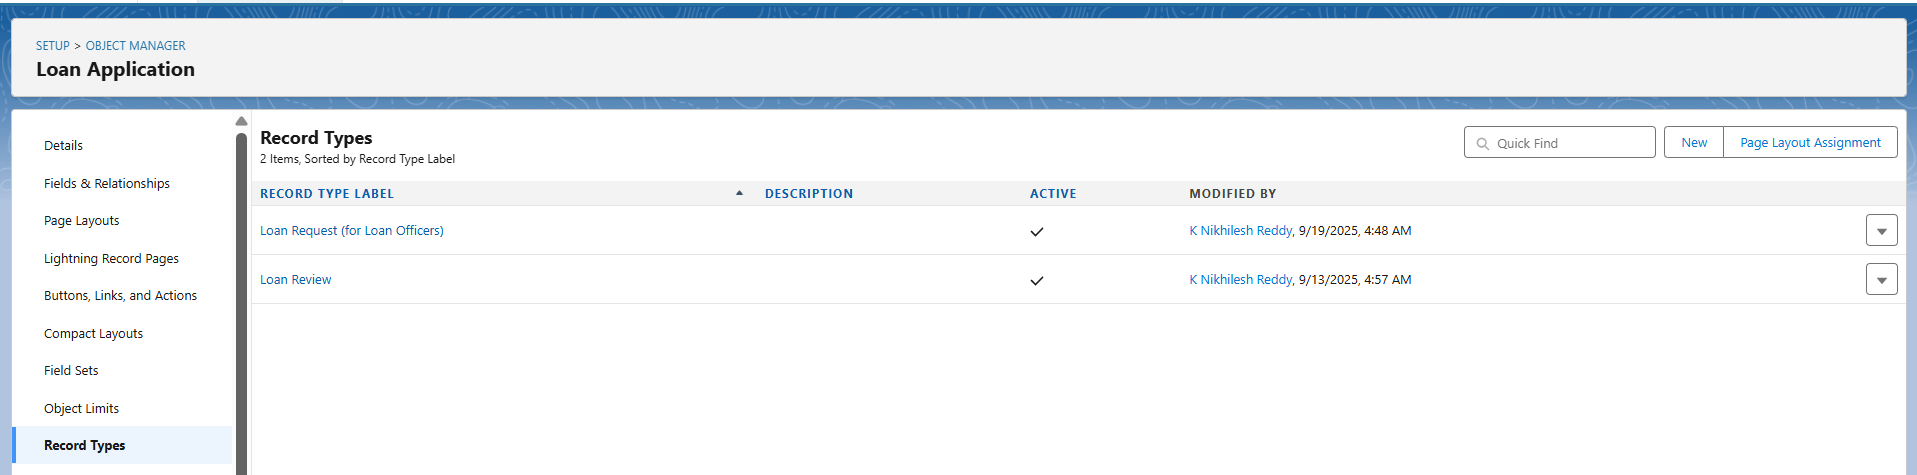 SETUP > OBJECT MANAGER
Loan Application
Details
Fields & Relationships
Page Layouts
Lightning Record Pages
Buttons, Links, and Actions
Compact Layouts
Field Sets
Object Limits
Record Types
Record Types
2 Items, Sorted by Record Type Label
Quick Find
New
Page Layout Assignment
RECORD TYPE LABEL DESCRIPTION ACTIVE MODIFIED BY
Loan Request (for Loan Officers) K Nikhilesh Reddy, 9/19/2025, 4:48 AM
Loan Review K Nikhilesh Reddy, 9/13/2025, 4:57 AM